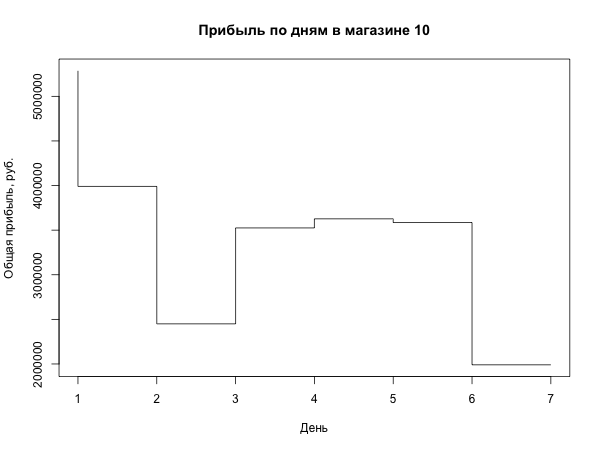 Прибыль по дням в магазине 10
Общая прибыль, руб.
5000000
4000000
3000000
2000000
1 2 3 4 5 6 7
День